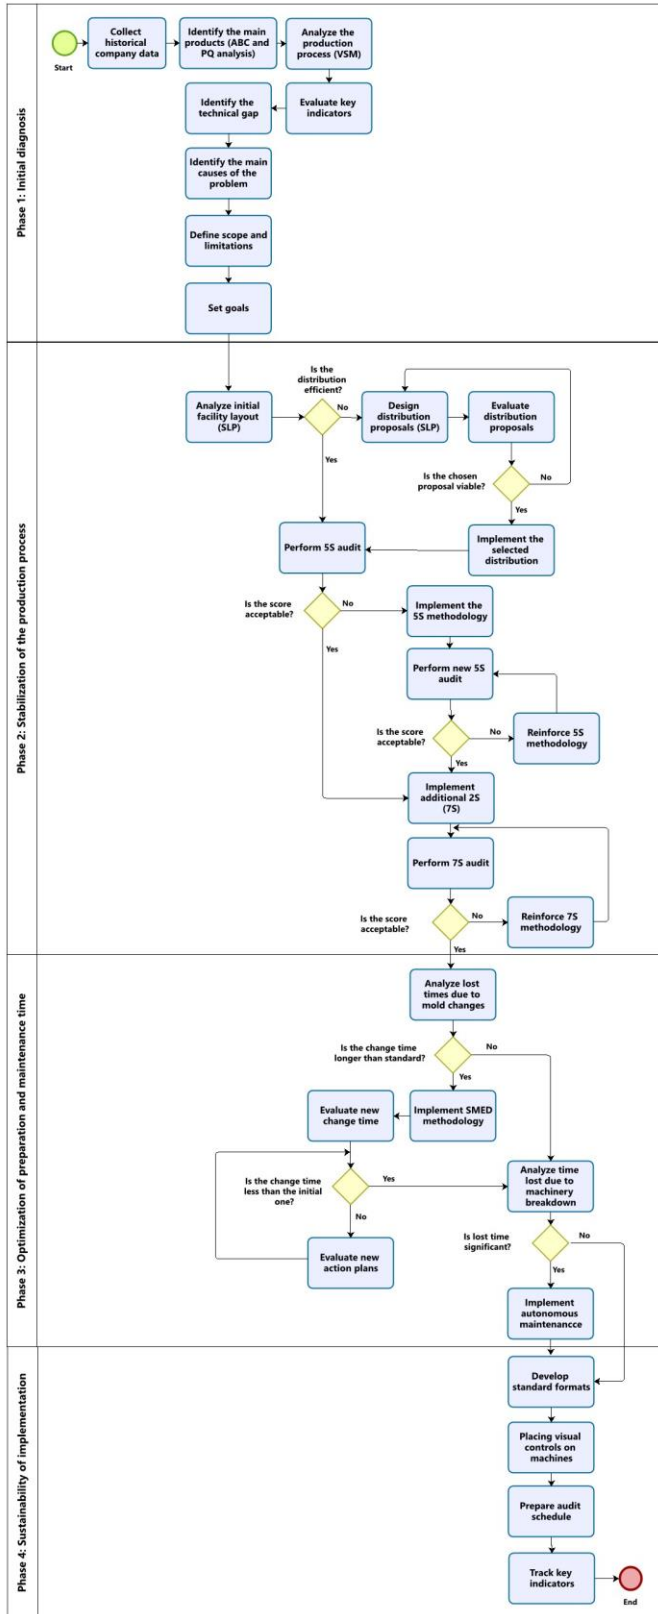 Phase 1: Initial diagnosis
Start
Collect
historical
company data
Identify the main
products (ABC and
PQ analysis)
Analyze the
production
process (VSM)
Evaluate key
indicators
Identify the
technical gap
Identify the main
causes of the
problem
Define scope and
limitations
Set goals
Phase 2: Stabilization of the production process
Analyze initial
facility layout
(SLP)
Is the
distribution
efficient?
No
Yes
Design
distribution
proposals (SLP)
Evaluate
distribution
proposals
Is the chosen
proposal viable?
No
Yes
Implement the
selected
distribution
Perform 5S audit
Is the score
acceptable?
No
Yes
Implement the
5S methodology
Perform new 5S
audit
Is the score
acceptable?
No
Yes
Reinforce 5S
methodology
Implement
additional 2S
(7S)
Perform 7S audit
Is the score
acceptable?
No
Yes
Reinforce 7S
methodology
Phase 3: Optimization of preparation and maintenance time
Analyze lost
times due to
mold changes
Is the change time
longer than standard?
No
Yes
Implement SMED
methodology
Evaluate new
change time
Is the change time
less than the initial
one?
Yes
No
Evaluate new
action plans
Analyze time
lost due to
machinery
breakdown
Is lost time
significant?
No
Yes
Implement
autonomous
maintenancce
Phase 4: Sustainability of implementation
Develop
standard formats
Placing visual
controls on
machines
Prepare audit
schedule
Track key
indicators
End